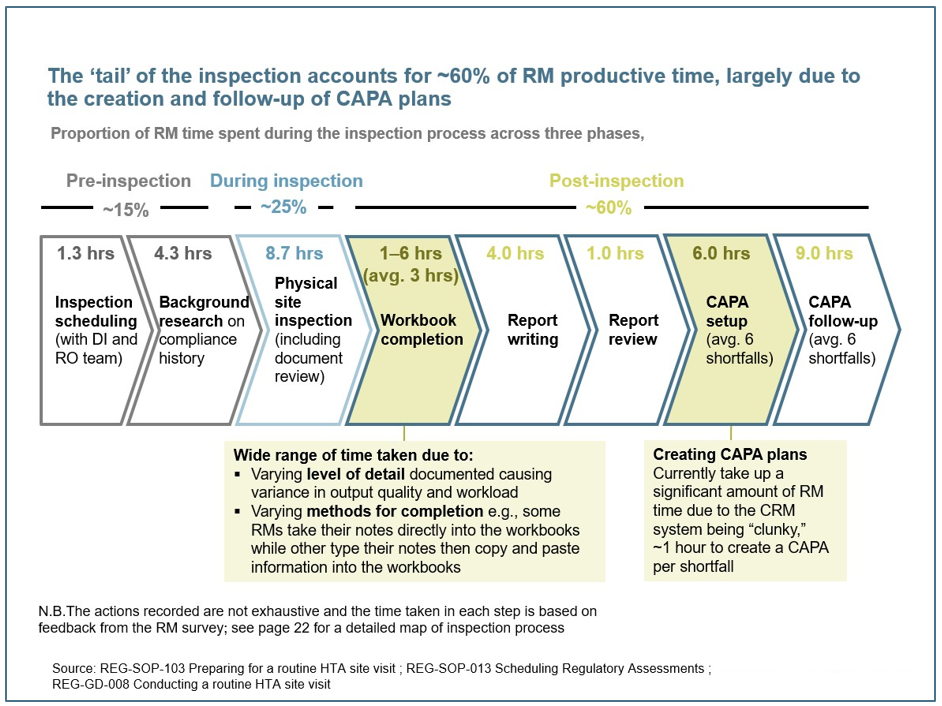 The ‘tail’ of the inspection accounts for ~60% of RM productive time, largely due to
the creation and follow-up of CAPA plans
Proportion of RM time spent during the inspection process across three phases,
Pre-inspection
~15%
During inspection
~25%
Post-inspection
~60%
1.3 hrs
Inspection
scheduling
(with DI and
RO team)
4.3 hrs
Background
research on
compliance
history
8.7 hrs
Physical
site
inspection
(including
document
review)
1–6 hrs
(avg. 3 hrs)
Workbook
completion
4.0 hrs
Report
writing
1.0 hrs
Report
review
6.0 hrs
CAPA
setup
(avg. 6
shortfalls)
9.0 hrs
CAPA
follow-up
(avg. 6
shortfalls)
Wide range of time taken due to:
▪ Varying level of detail documented causing
variance in output quality and workload
▪ Varying methods for completion e.g., some
RMs take their notes directly into the workbooks
while other type their notes then copy and paste
information into the workbooks
Creating CAPA plans
Currently take up a
significant amount of RM
time due to the CRM
system being “clunky,”
~1 hour to create a CAPA
per shortfall
N.B.The actions recorded are not exhaustive and the time taken in each step is based on
feedback from the RM survey; see page 22 for a detailed map of inspection process
Source: REG-SOP-103 Preparing for a routine HTA site visit ; REG-SOP-013 Scheduling Regulatory Assessments ;
REG-GD-008 Conducting a routine HTA site visit